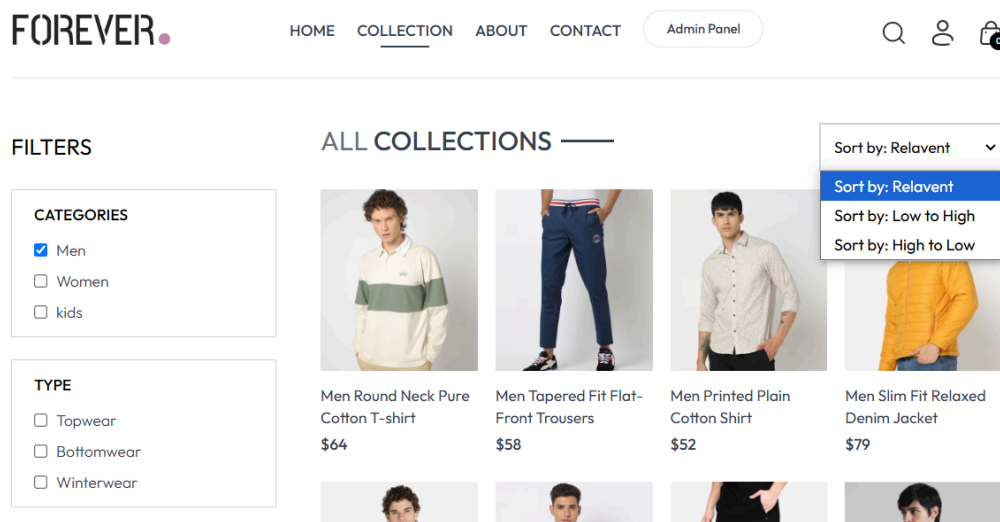 FOREVER.
HOME
COLLECTION
ABOUT
CONTACT
Admin Panel
FILTERS
CATEGORIES
Men
Women
kids
TYPE
Topwear
Bottomwear
Winterwear
ALL COLLECTIONS
Sort by: Relavent
Sort by: Relavent
Sort by: Low to High
Sort by: High to Low
Men Round Neck Pure
Cotton T-shirt
$64
Men Tapered Fit Flat-
Front Trousers
$58
Men Printed Plain
Cotton Shirt
$52
Men Slim Fit Relaxed
Denim Jacket
$79